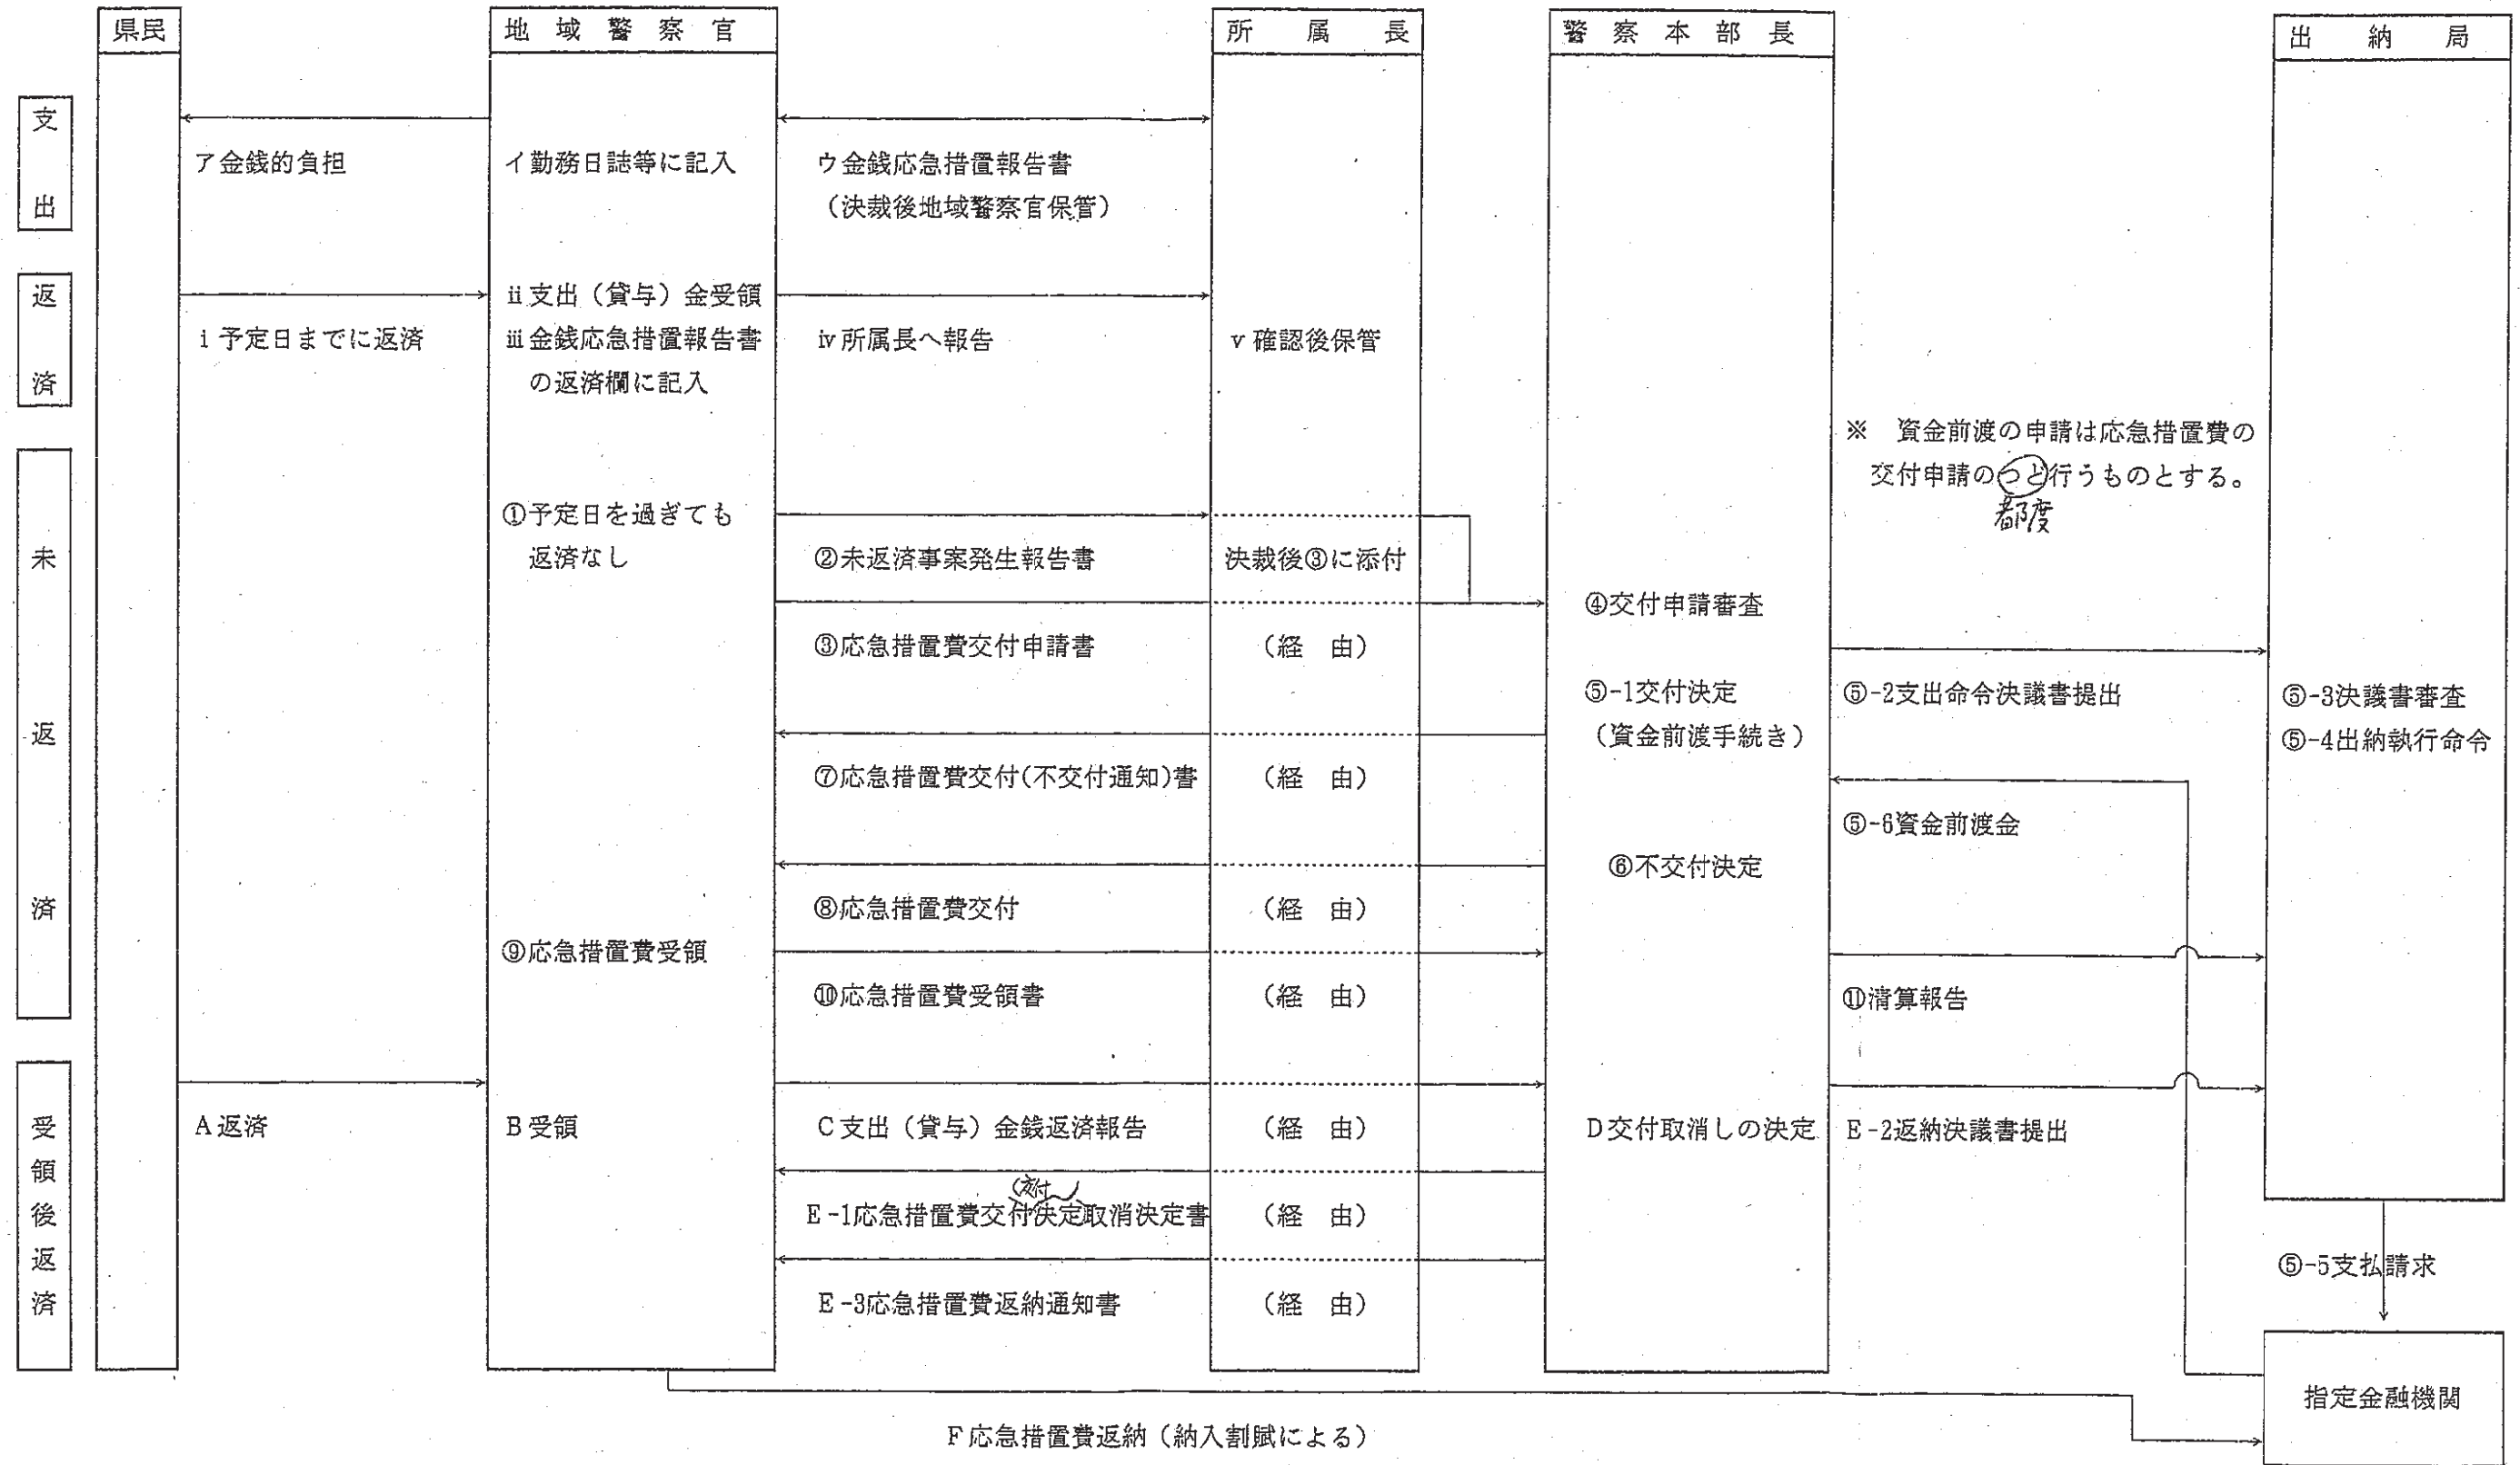 県民
地域警察官
所属長
警察本部長
出納局
支出
ア金銭的負担
イ勤務日誌等に記入
ウ金銭応急措置報告書
（決裁後地域警察官保管）
返済
ⅰ予定日までに返済
ⅱ支出（貸与）金受領
ⅲ金銭応急措置報告書
の返済欄に記入
ⅳ所属長へ報告
ⅴ確認後保管
※　資金前渡の申請は応急措置費の
交付申請のつど行うものとする。
都度
未返済
①予定日を過ぎても
返済なし
②未返済事案発生報告書
決裁後③に添付
③応急措置費交付申請書
（経　由）
④交付申請審査
⑤-1交付決定
（資金前渡手続き）
⑤-2支出命令決議書提出
⑤-3決議書審査
⑤-4出納執行命令
⑦応急措置費交付(不交付通知)書
（経　由）
⑤-6資金前渡金
⑥不交付決定
⑧応急措置費交付
（経　由）
⑨応急措置費受領
⑩応急措置費受領書
（経　由）
⑪清算報告
受領後返済
A返済
B受領
C支出（貸与）金銭返済報告
（経　由）
D交付取消しの決定
E-2返納決議書提出
E-1応急措置費交付決定取消決定書
（経　由）
E-3応急措置費返納通知書
（経　由）
⑤-5支払請求
指定金融機関
F応急措置費返納（納入割賦による）